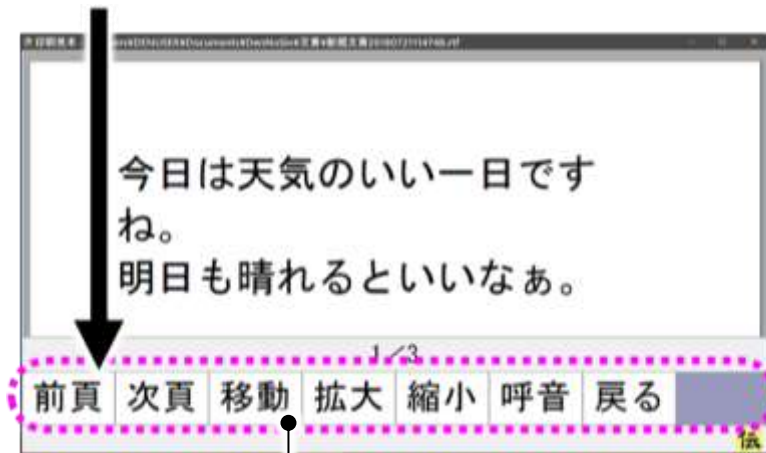 今日は天気のいい一日です
ね。
明日も晴れるといいなぁ。
1／3
前頁 次頁 移動 拡大 縮小 呼音 戻る
伝